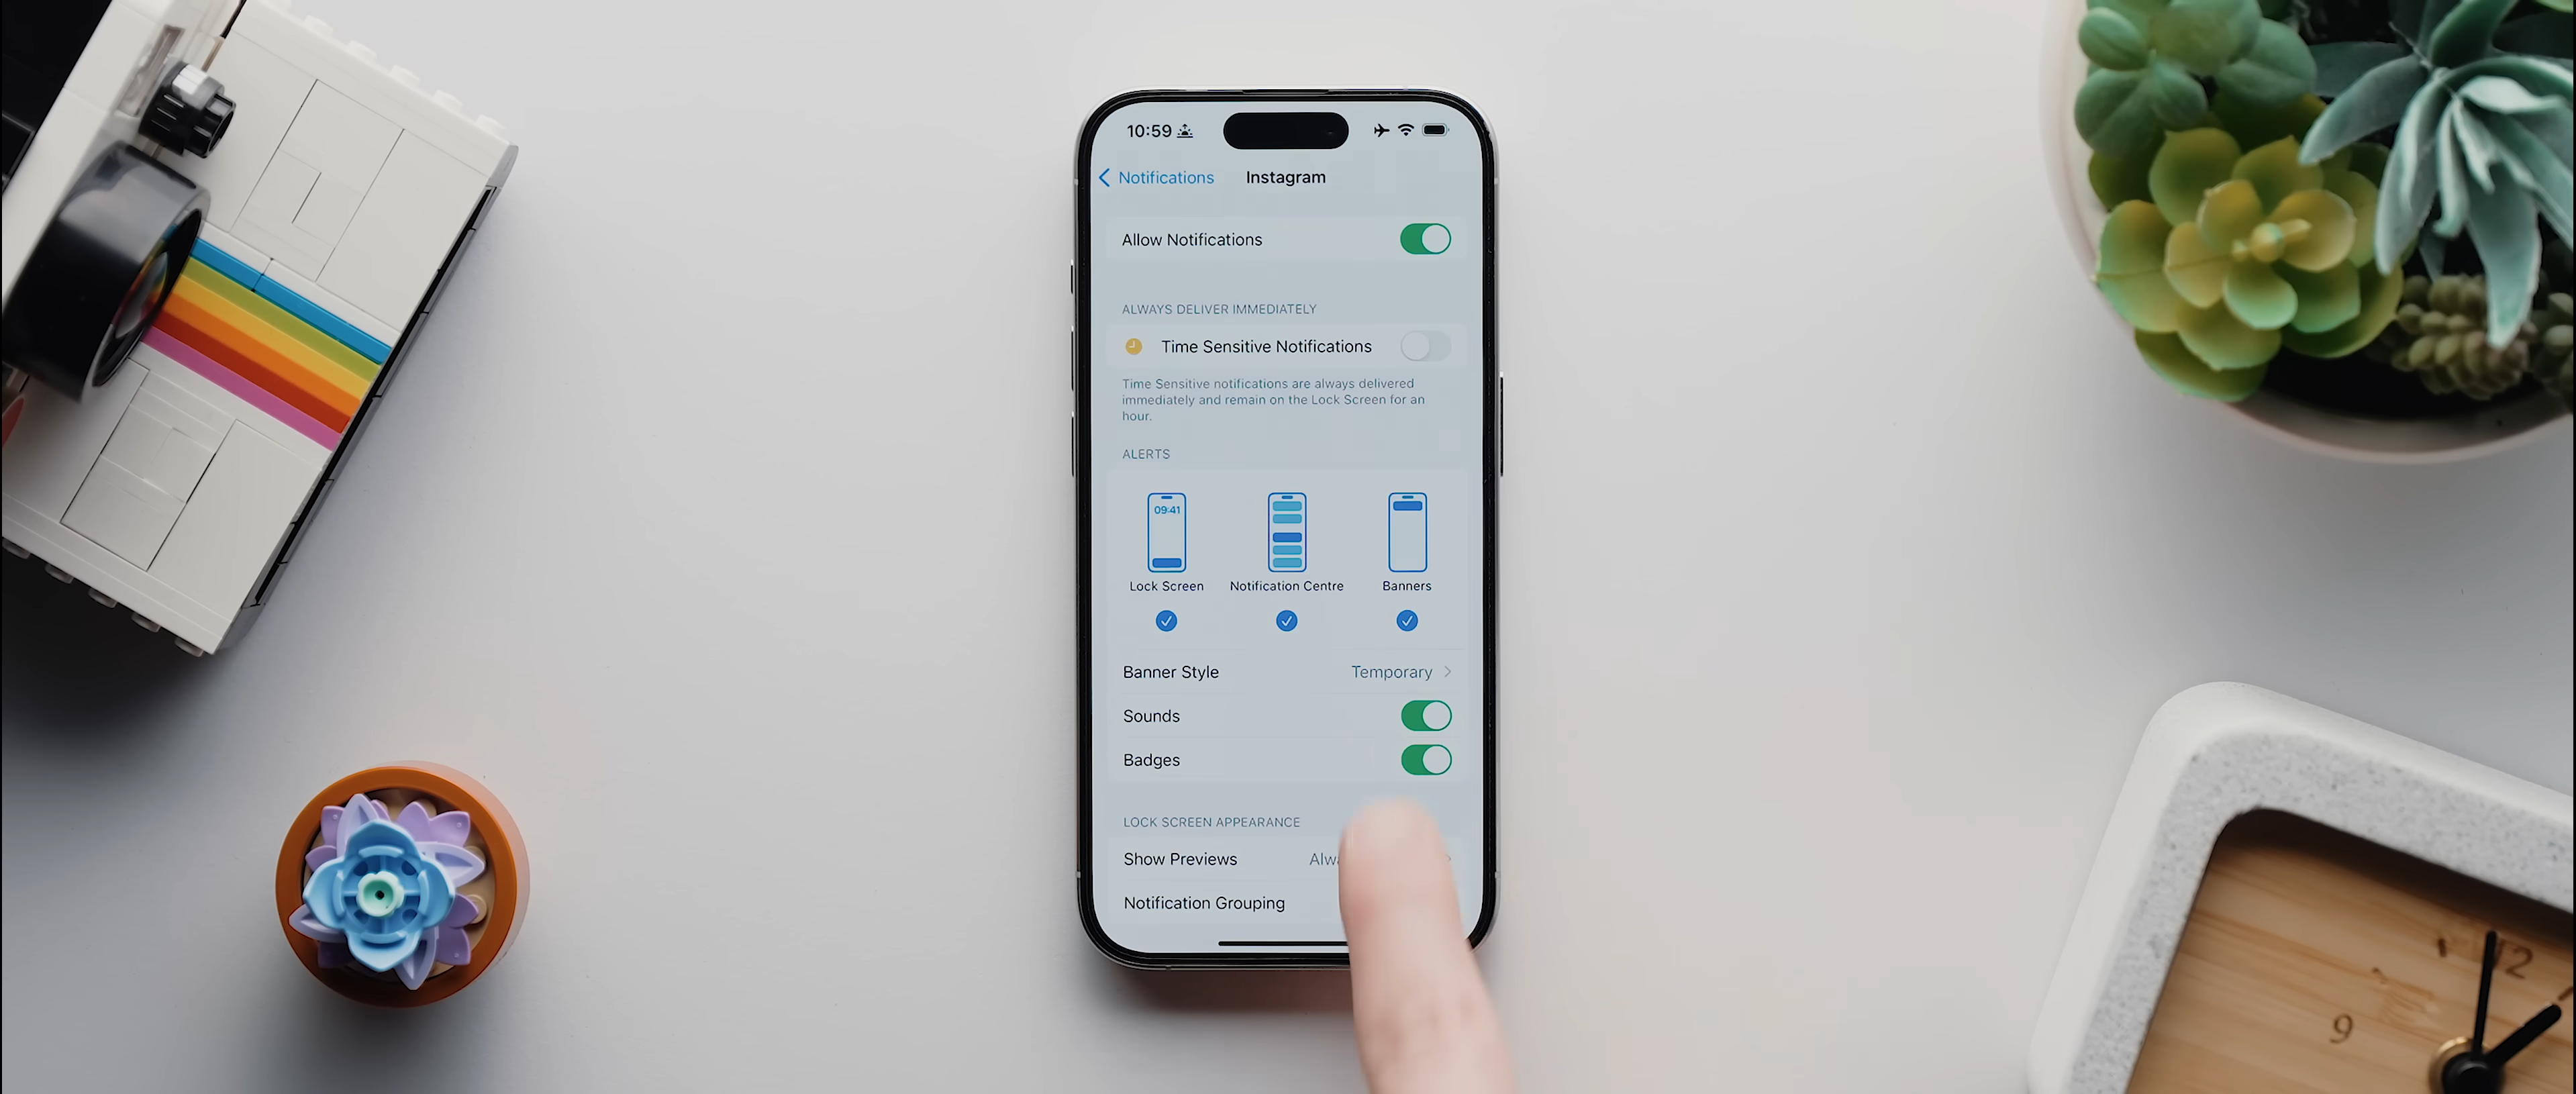 10:59
Notifications
Instagram
Allow Notifications
ALWAYS DELIVER IMMEDIATELY
Time Sensitive Notifications
Time Sensitive notifications are always delivered
immediately and remain on the Lock Screen for an
hour.
ALERTS
09:41
Lock Screen
Notification Centre
Banners
Banner Style
Temporary
Sounds
Badges
LOCK SCREEN APPEARANCE
Show Previews
Notification Grouping
12
9